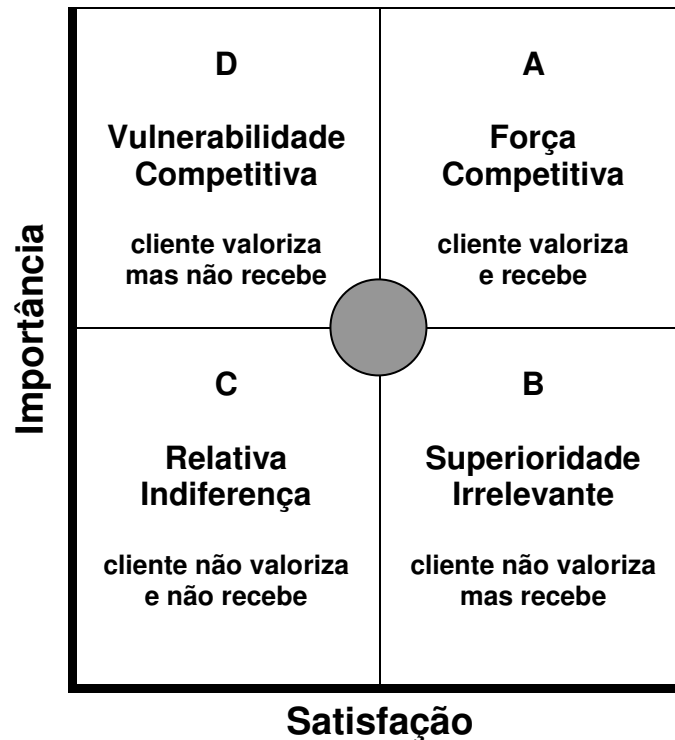 Importância
D
Vulnerabilidade
Competitiva
cliente valoriza
mas não recebe
A
Força
Competitiva
cliente valoriza
e recebe
C
Relativa
Indiferença
cliente não valoriza
e não recebe
B
Superioridade
Irrelevante
cliente não valoriza
mas recebe
Satisfação